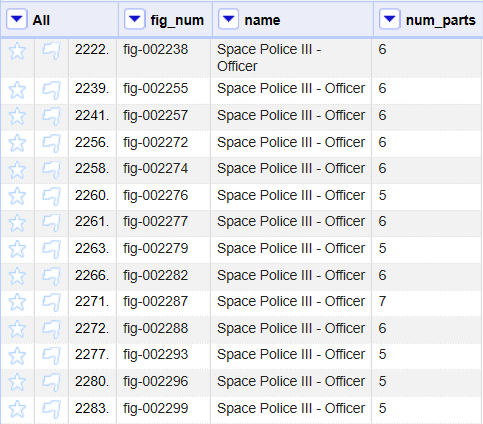 All fig_num name num_parts
2222. fig-002238 Space Police III - 6
Officer
2239. fig-002255 Space Police III - Officer 6
2241. fig-002257 Space Police III - Officer 6
2256. fig-002272 Space Police III - Officer 6
2258. fig-002274 Space Police III - Officer 6
2260. fig-002276 Space Police III - Officer 5
2261. fig-002277 Space Police III - Officer 6
2263. fig-002279 Space Police III - Officer 5
2266. fig-002282 Space Police III - Officer 6
2271. fig-002287 Space Police III - Officer 7
2272. fig-002288 Space Police III - Officer 6
2277. fig-002293 Space Police III - Officer 5
2280. fig-002296 Space Police III - Officer 5
2283. fig-002299 Space Police III - Officer 5